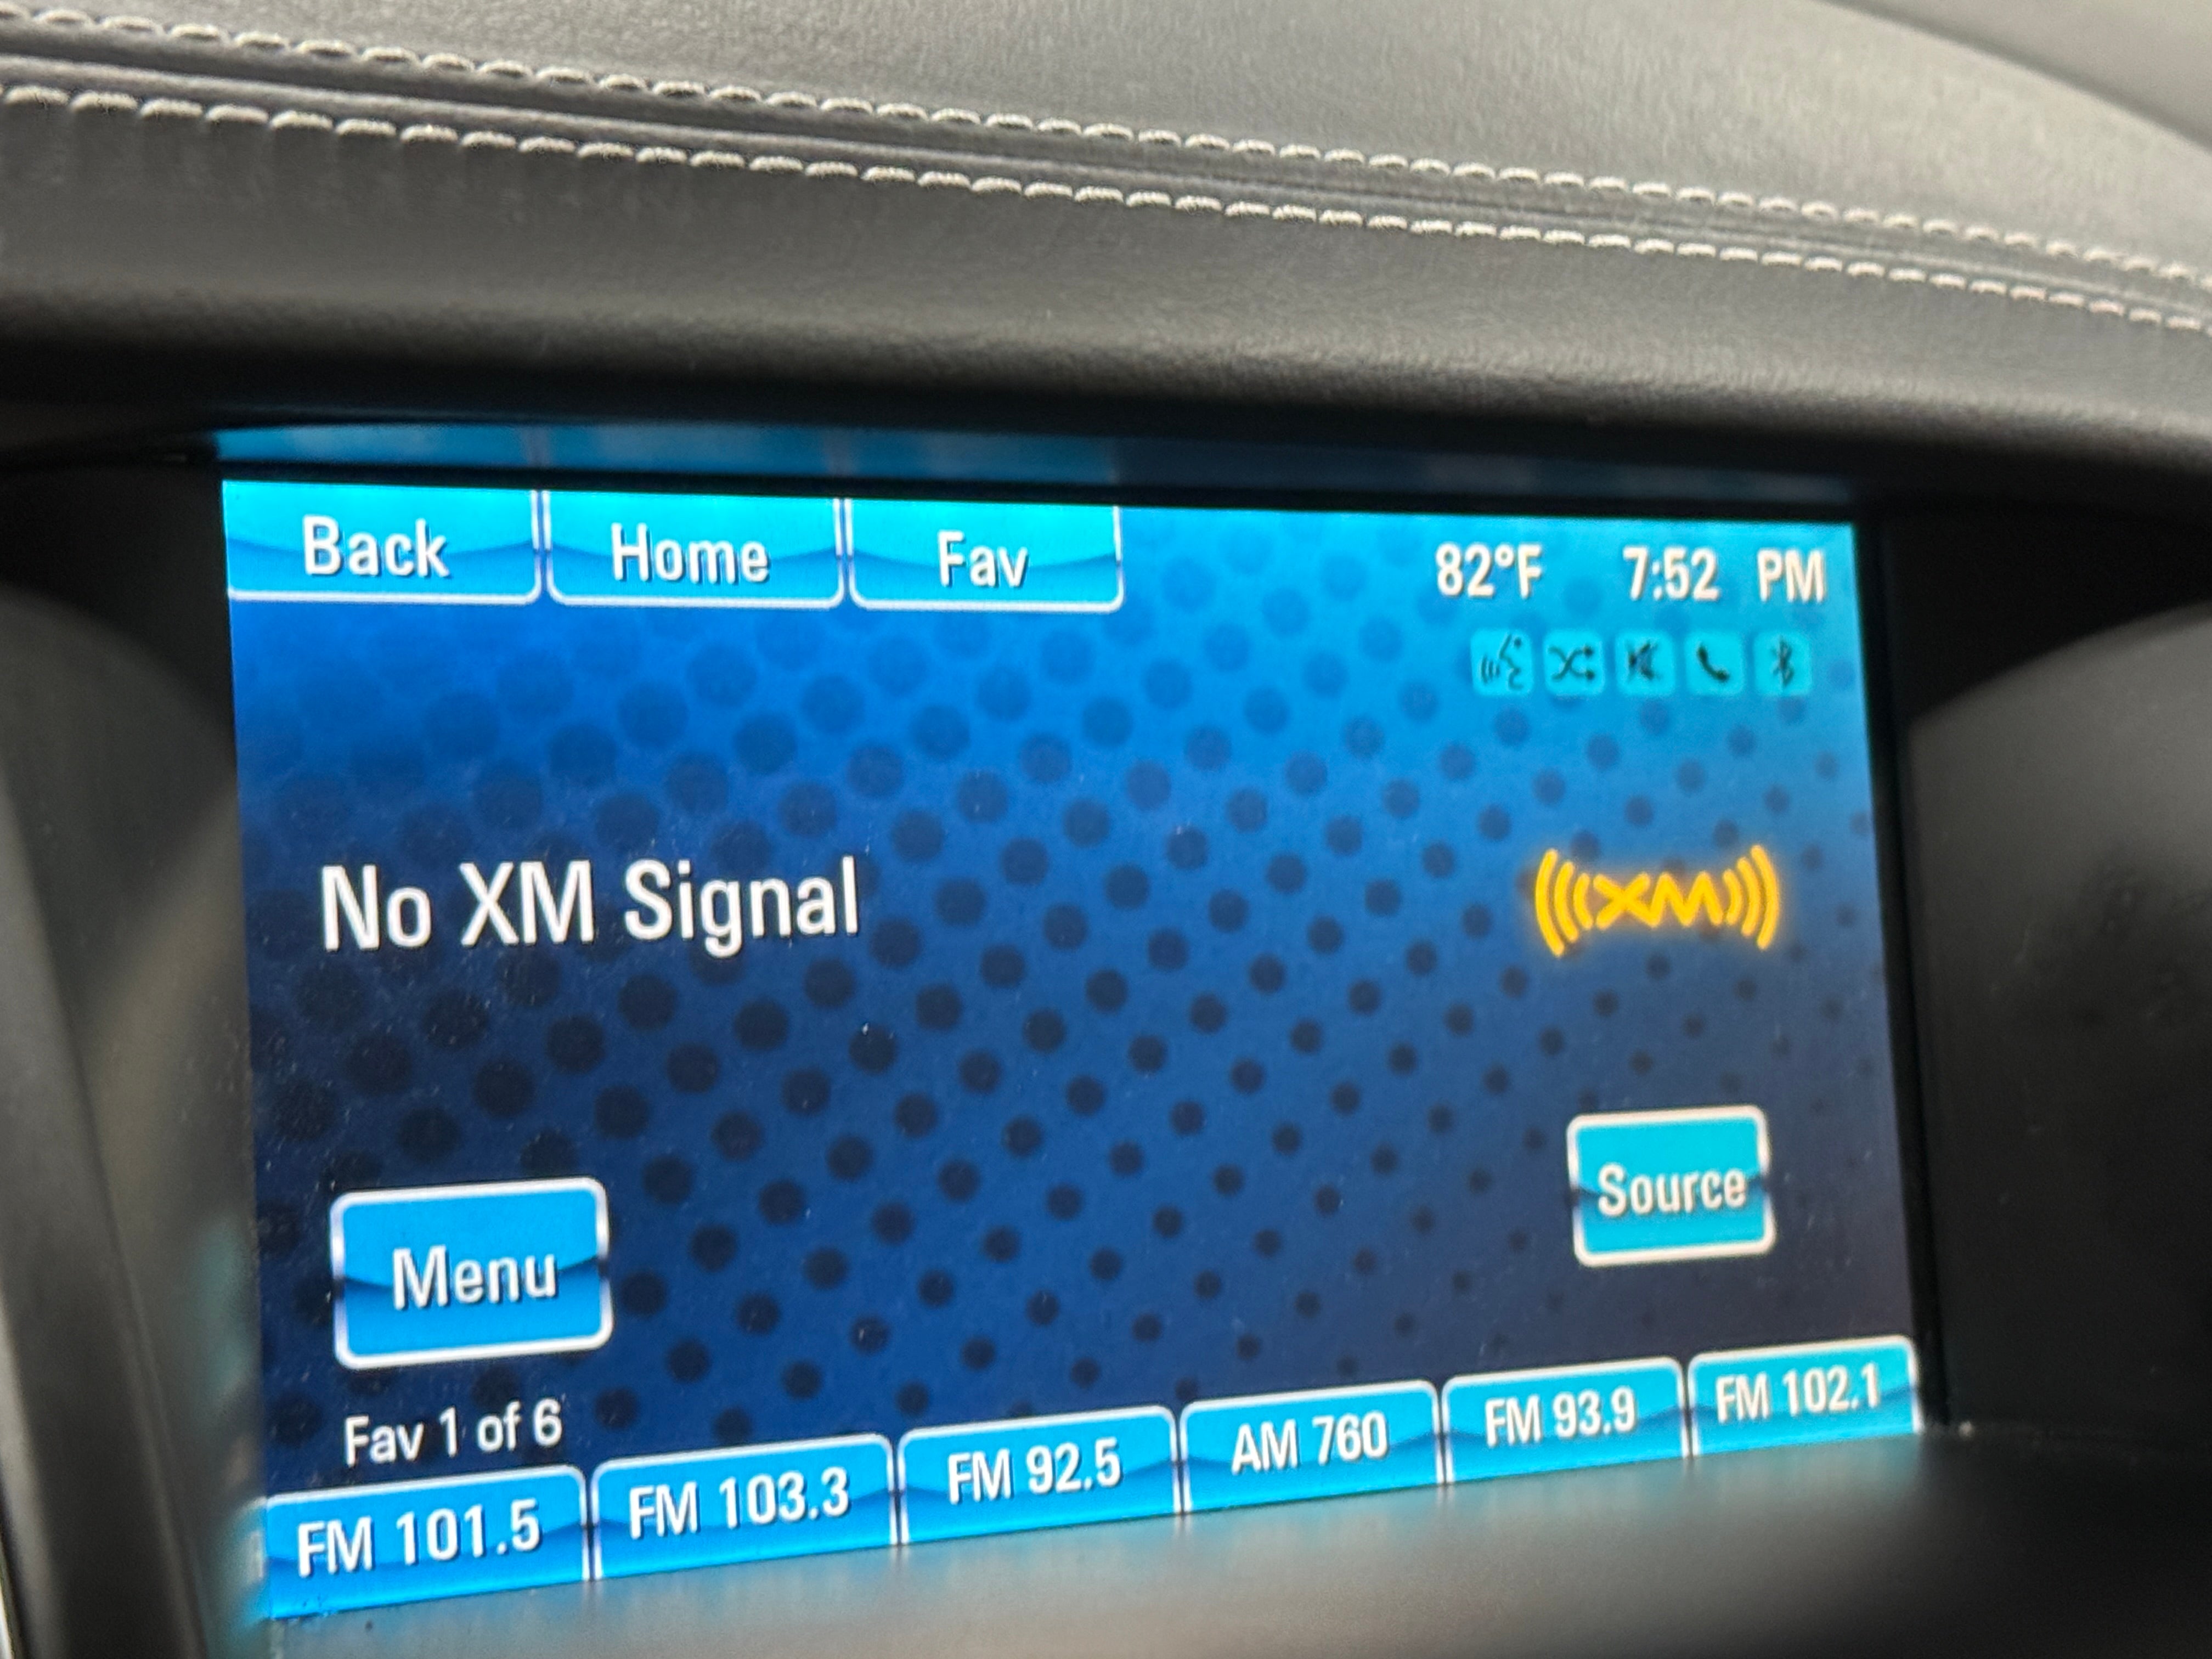 Back Home Fav 82°F 7:52 PM
No XM Signal
(((XM)))
Source
Menu
Fav 1 of 6
FM 101.5 FM 103.3 FM 92.5 AM 760 FM 93.9 FM 102.1